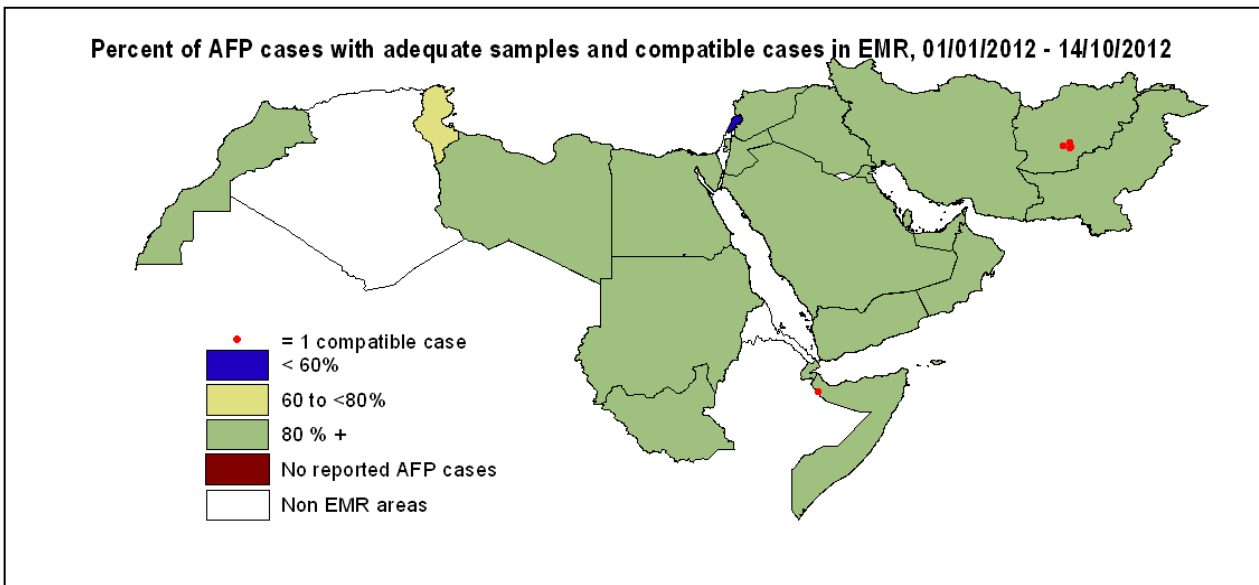 Percent of AFP cases with adequate samples and compatible cases in EMR, 01/01/2012 - 14/10/2012
= 1 compatible case
< 60%
60 to <80%
80 % +
No reported AFP cases
Non EMR areas